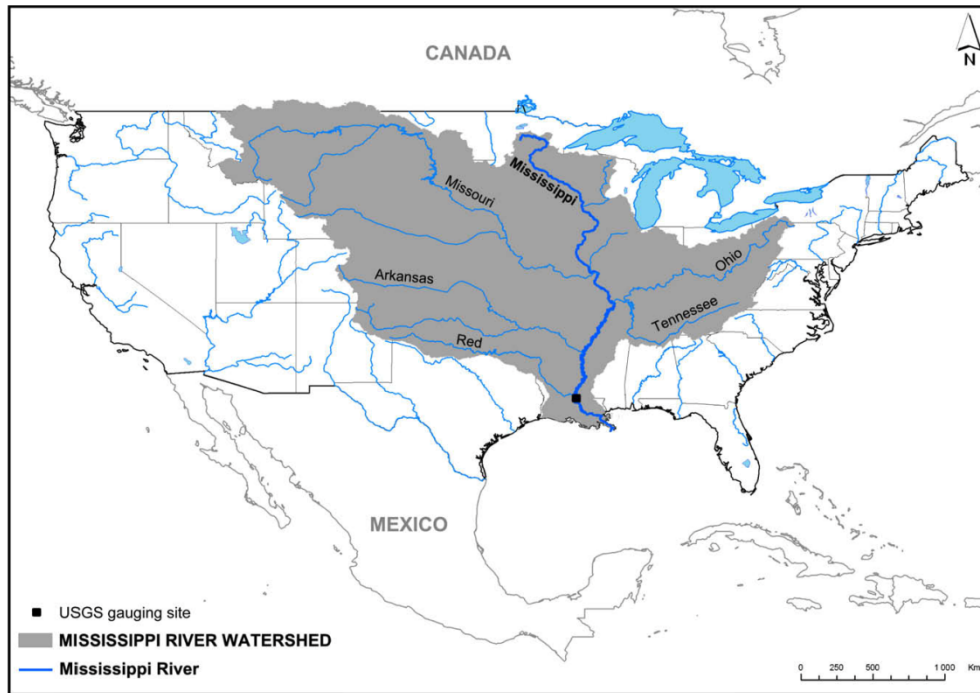 CANADA
N
Mississippi
Missouri
Ohio
Arkansas
Tennessee
Red
MEXICO
USGS gauging site
MISSISSIPPI RIVER WATERSHED
Mississippi River
0 250 500 1 000 Km